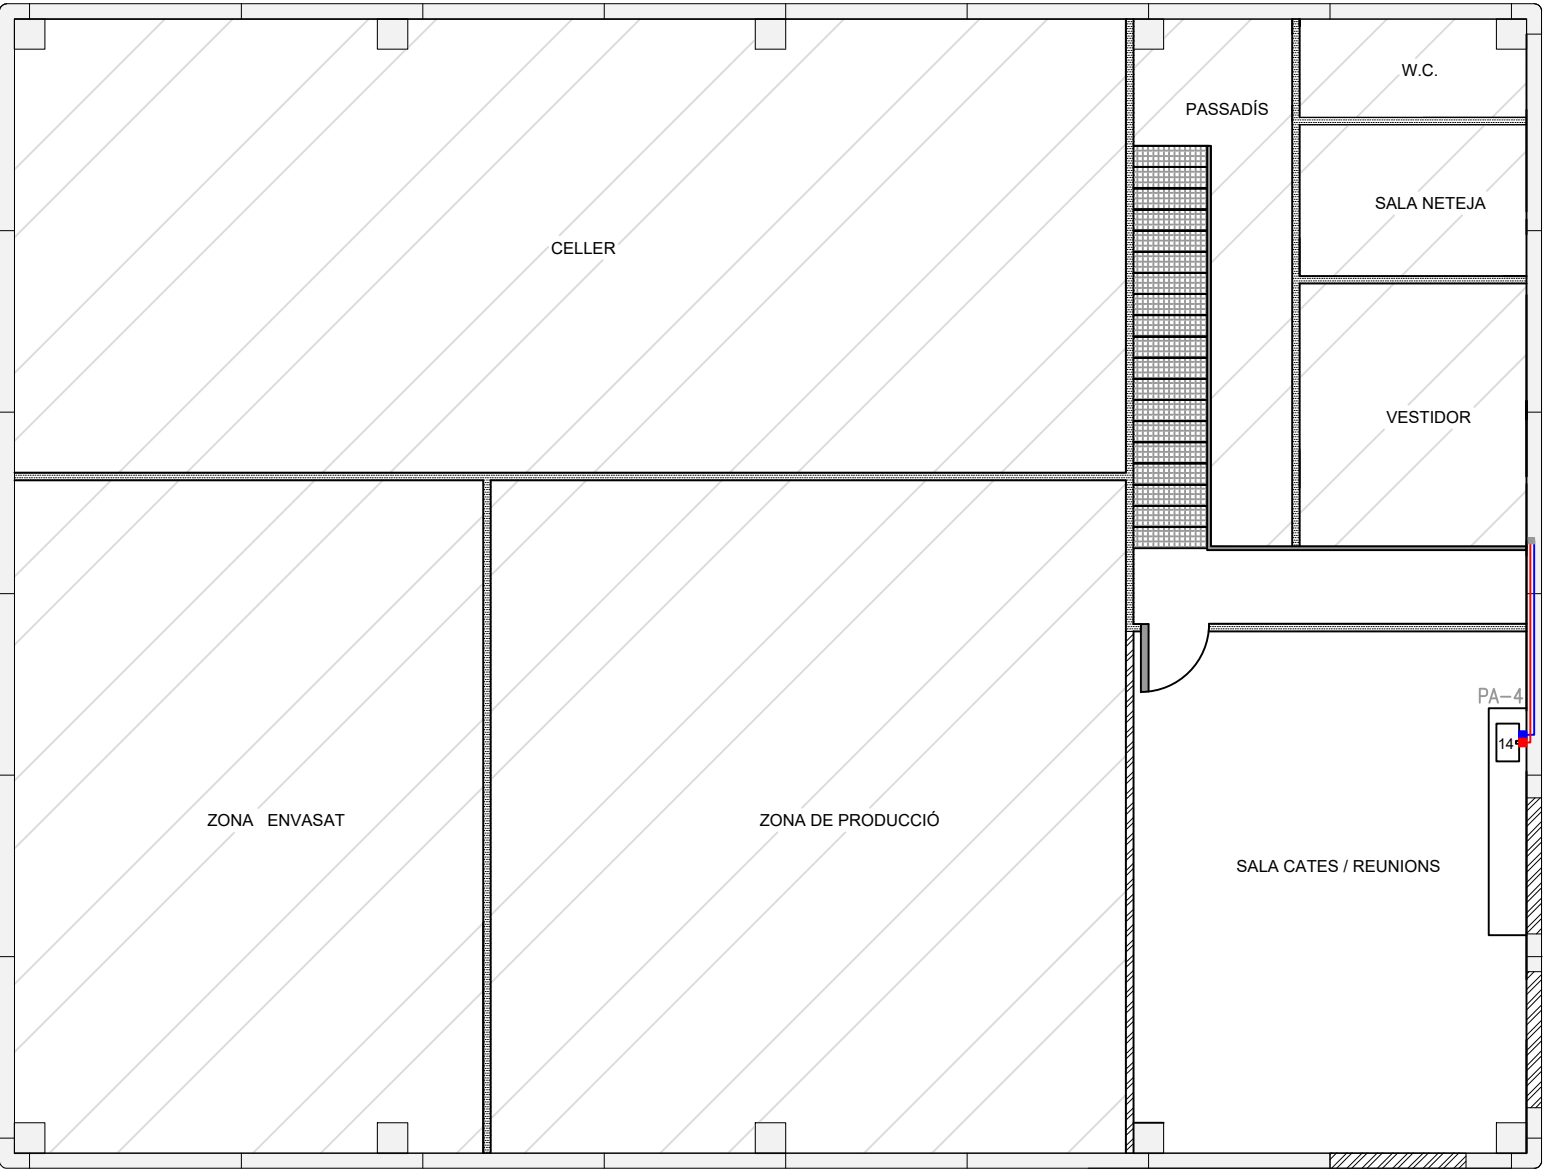 W.C.
PASSADÍS
SALA NETEJA
CELLER
VESTIDOR
PA-4
14
ZONA ENVASAT
ZONA DE PRODUCCIÓ
SALA CATES / REUNIONS